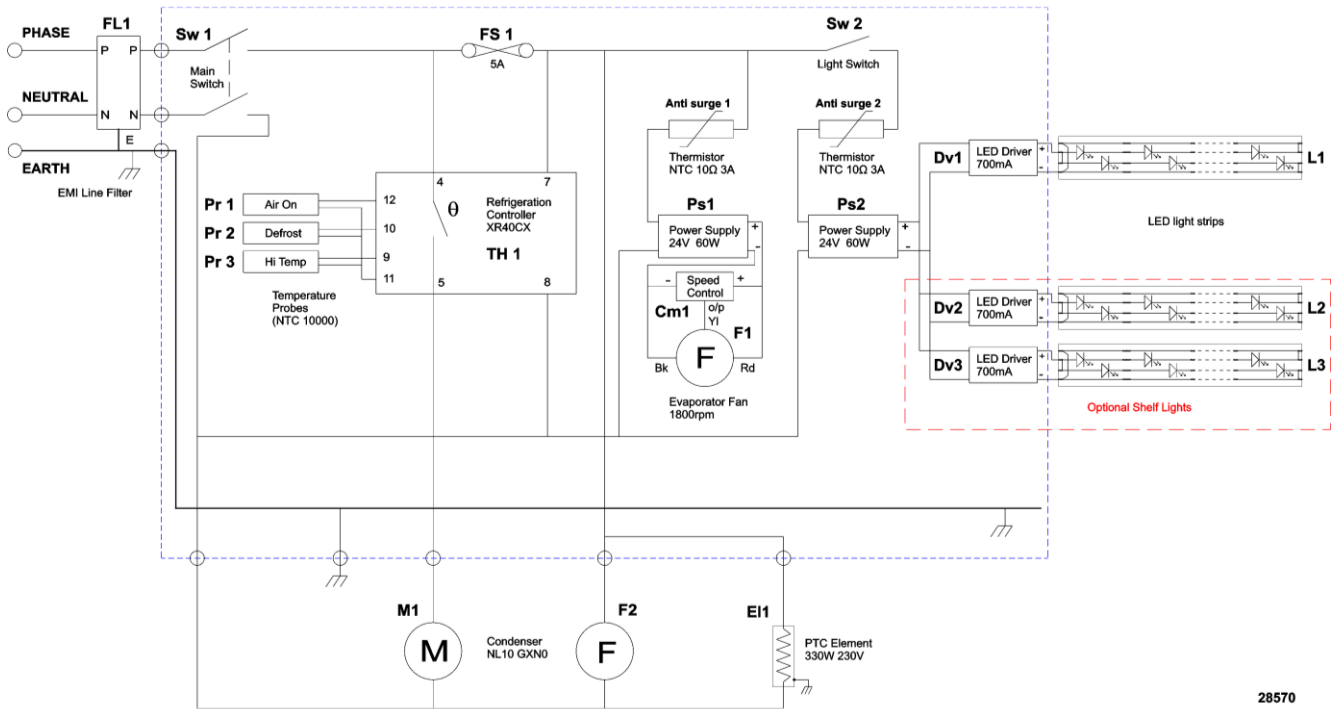 FL1
PHASE
P P
Sw 1
Main
Switch
NEUTRAL
N N
E
EARTH
EMI Line Filter
FS 1
5A
Sw 2
Light Switch
Anti surge 1
Thermistor
NTC 10Ω 3A
Anti surge 2
Thermistor
NTC 10Ω 3A
Pr 1
Air On
Pr 2
Defrost
Pr 3
Hi Temp
Temperature
Probes
(NTC 10000)
12
10
9
11
4
7
θ
Refrigeration
Controller
XR40CX
TH 1
5
8
Ps1
Power Supply
24V 60W
+
-
- Speed +
Control
Cm1
o/p
Yl
F1
F
Bk
Rd
Evaporator Fan
1800rpm
Ps2
Power Supply
24V 60W
+
-
Dv1
LED Driver
700mA
+
-
L1
LED light strips
Dv2
LED Driver
700mA
+
-
L2
Dv3
LED Driver
700mA
+
-
L3
Optional Shelf Lights
M1
M
Condenser
NL10 GXN0
F2
F
El1
PTC Element
330W 230V
28570